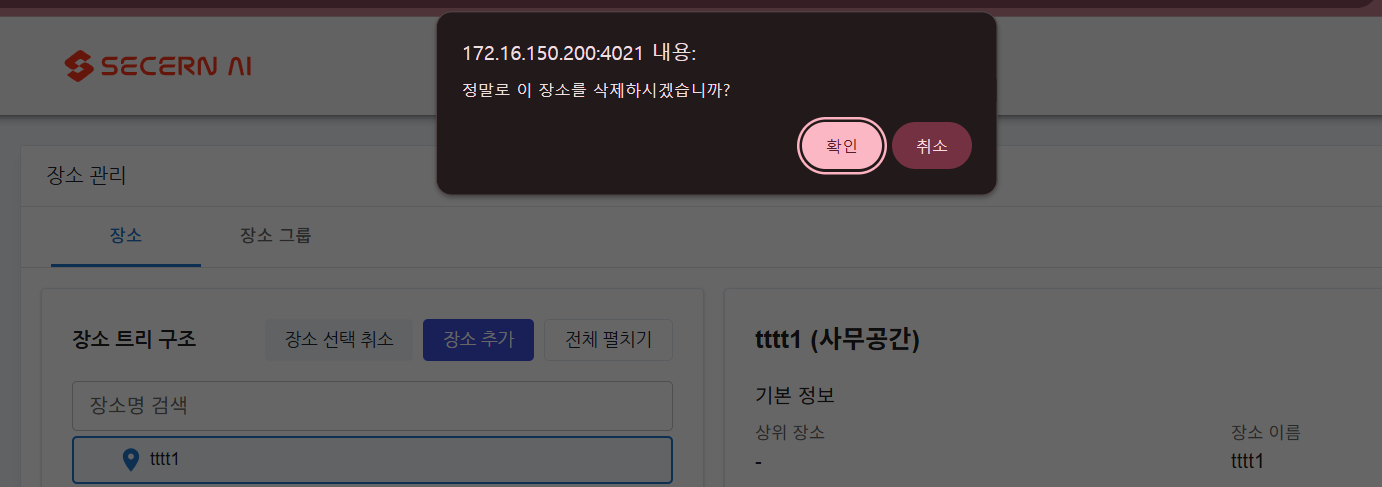 172.16.150.200:4021 내용:
정말로 이 장소를 삭제하시겠습니까?
확인 취소
SECERN AI
장소 관리
장소 장소 그룹
장소 트리 구조 장소 선택 취소 장소 추가 전체 펼치기
장소명 검색
tttt1
tttt1 (사무공간)
기본 정보
상위 장소 장소 이름
- tttt1